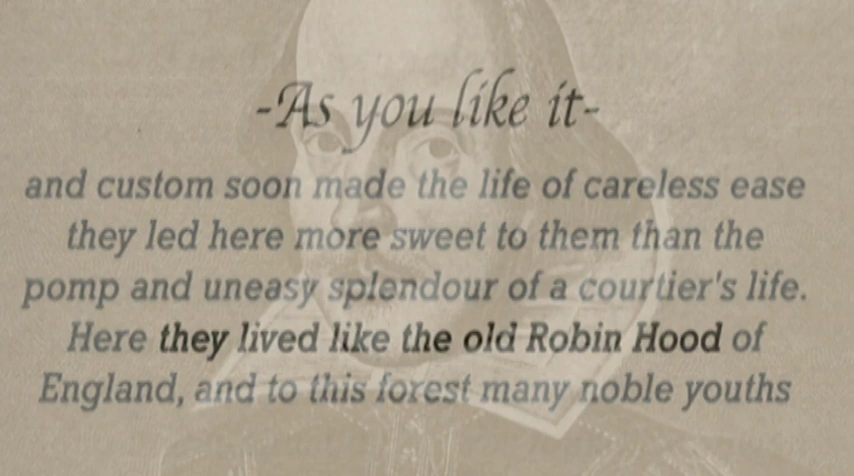 -As you like it-
and custom soon made the life of careless ease
they led here more sweet to them than the
pomp and uneasy splendour of a courtier's life.
Here they lived like the old Robin Hood of
England, and to this forest many noble youths